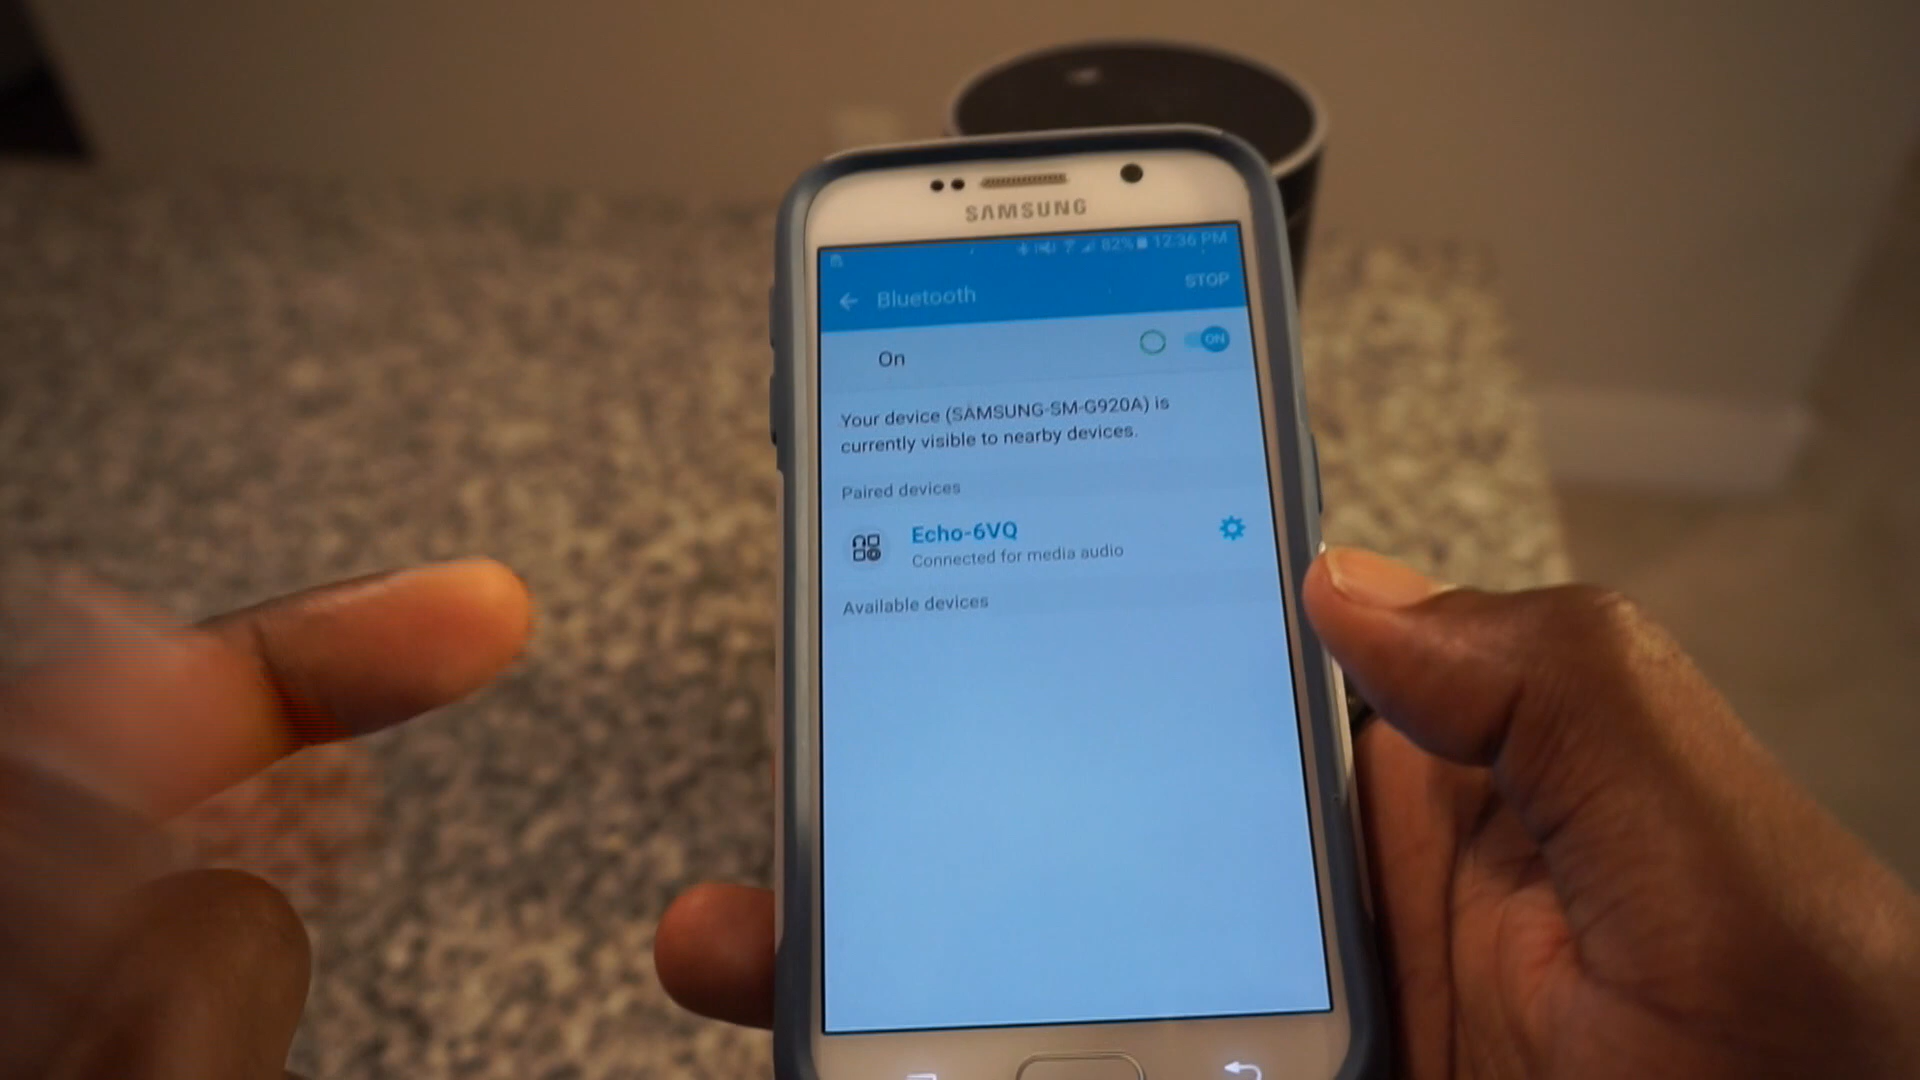 SAMSUNG
82% 12:36 PM
Bluetooth
STOP
On
ON
Your device (SAMSUNG-SM-G920A) is
currently visible to nearby devices.
Paired devices
Echo-6VQ
Connected for media audio
Available devices